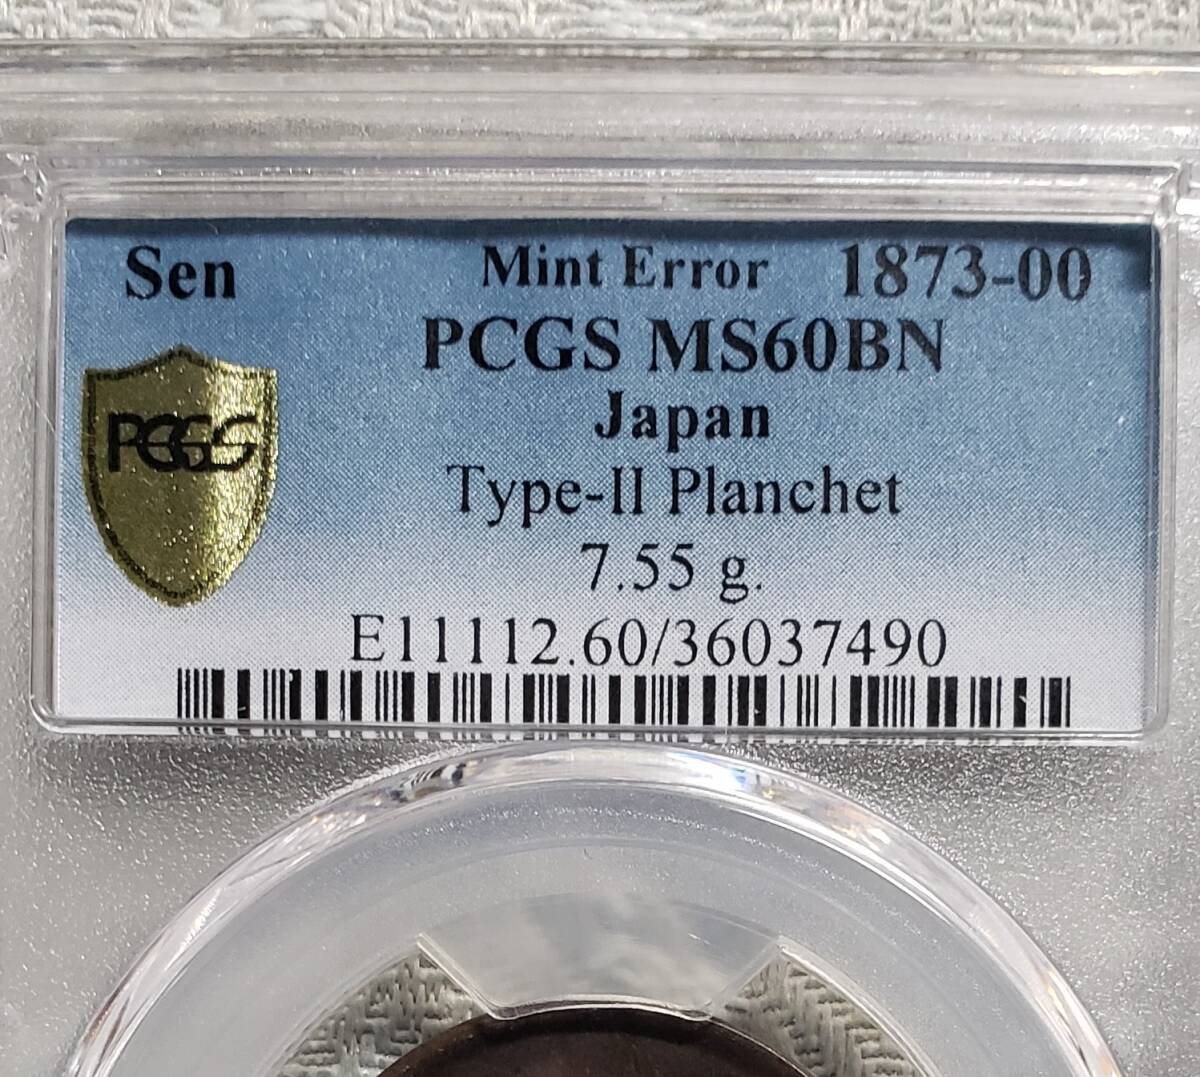 Sen Mint Error 1873-00
PCGS MS60BN
Japan
PCGS
Type-II Planchet
7.55 g.
E11112.60/36037490